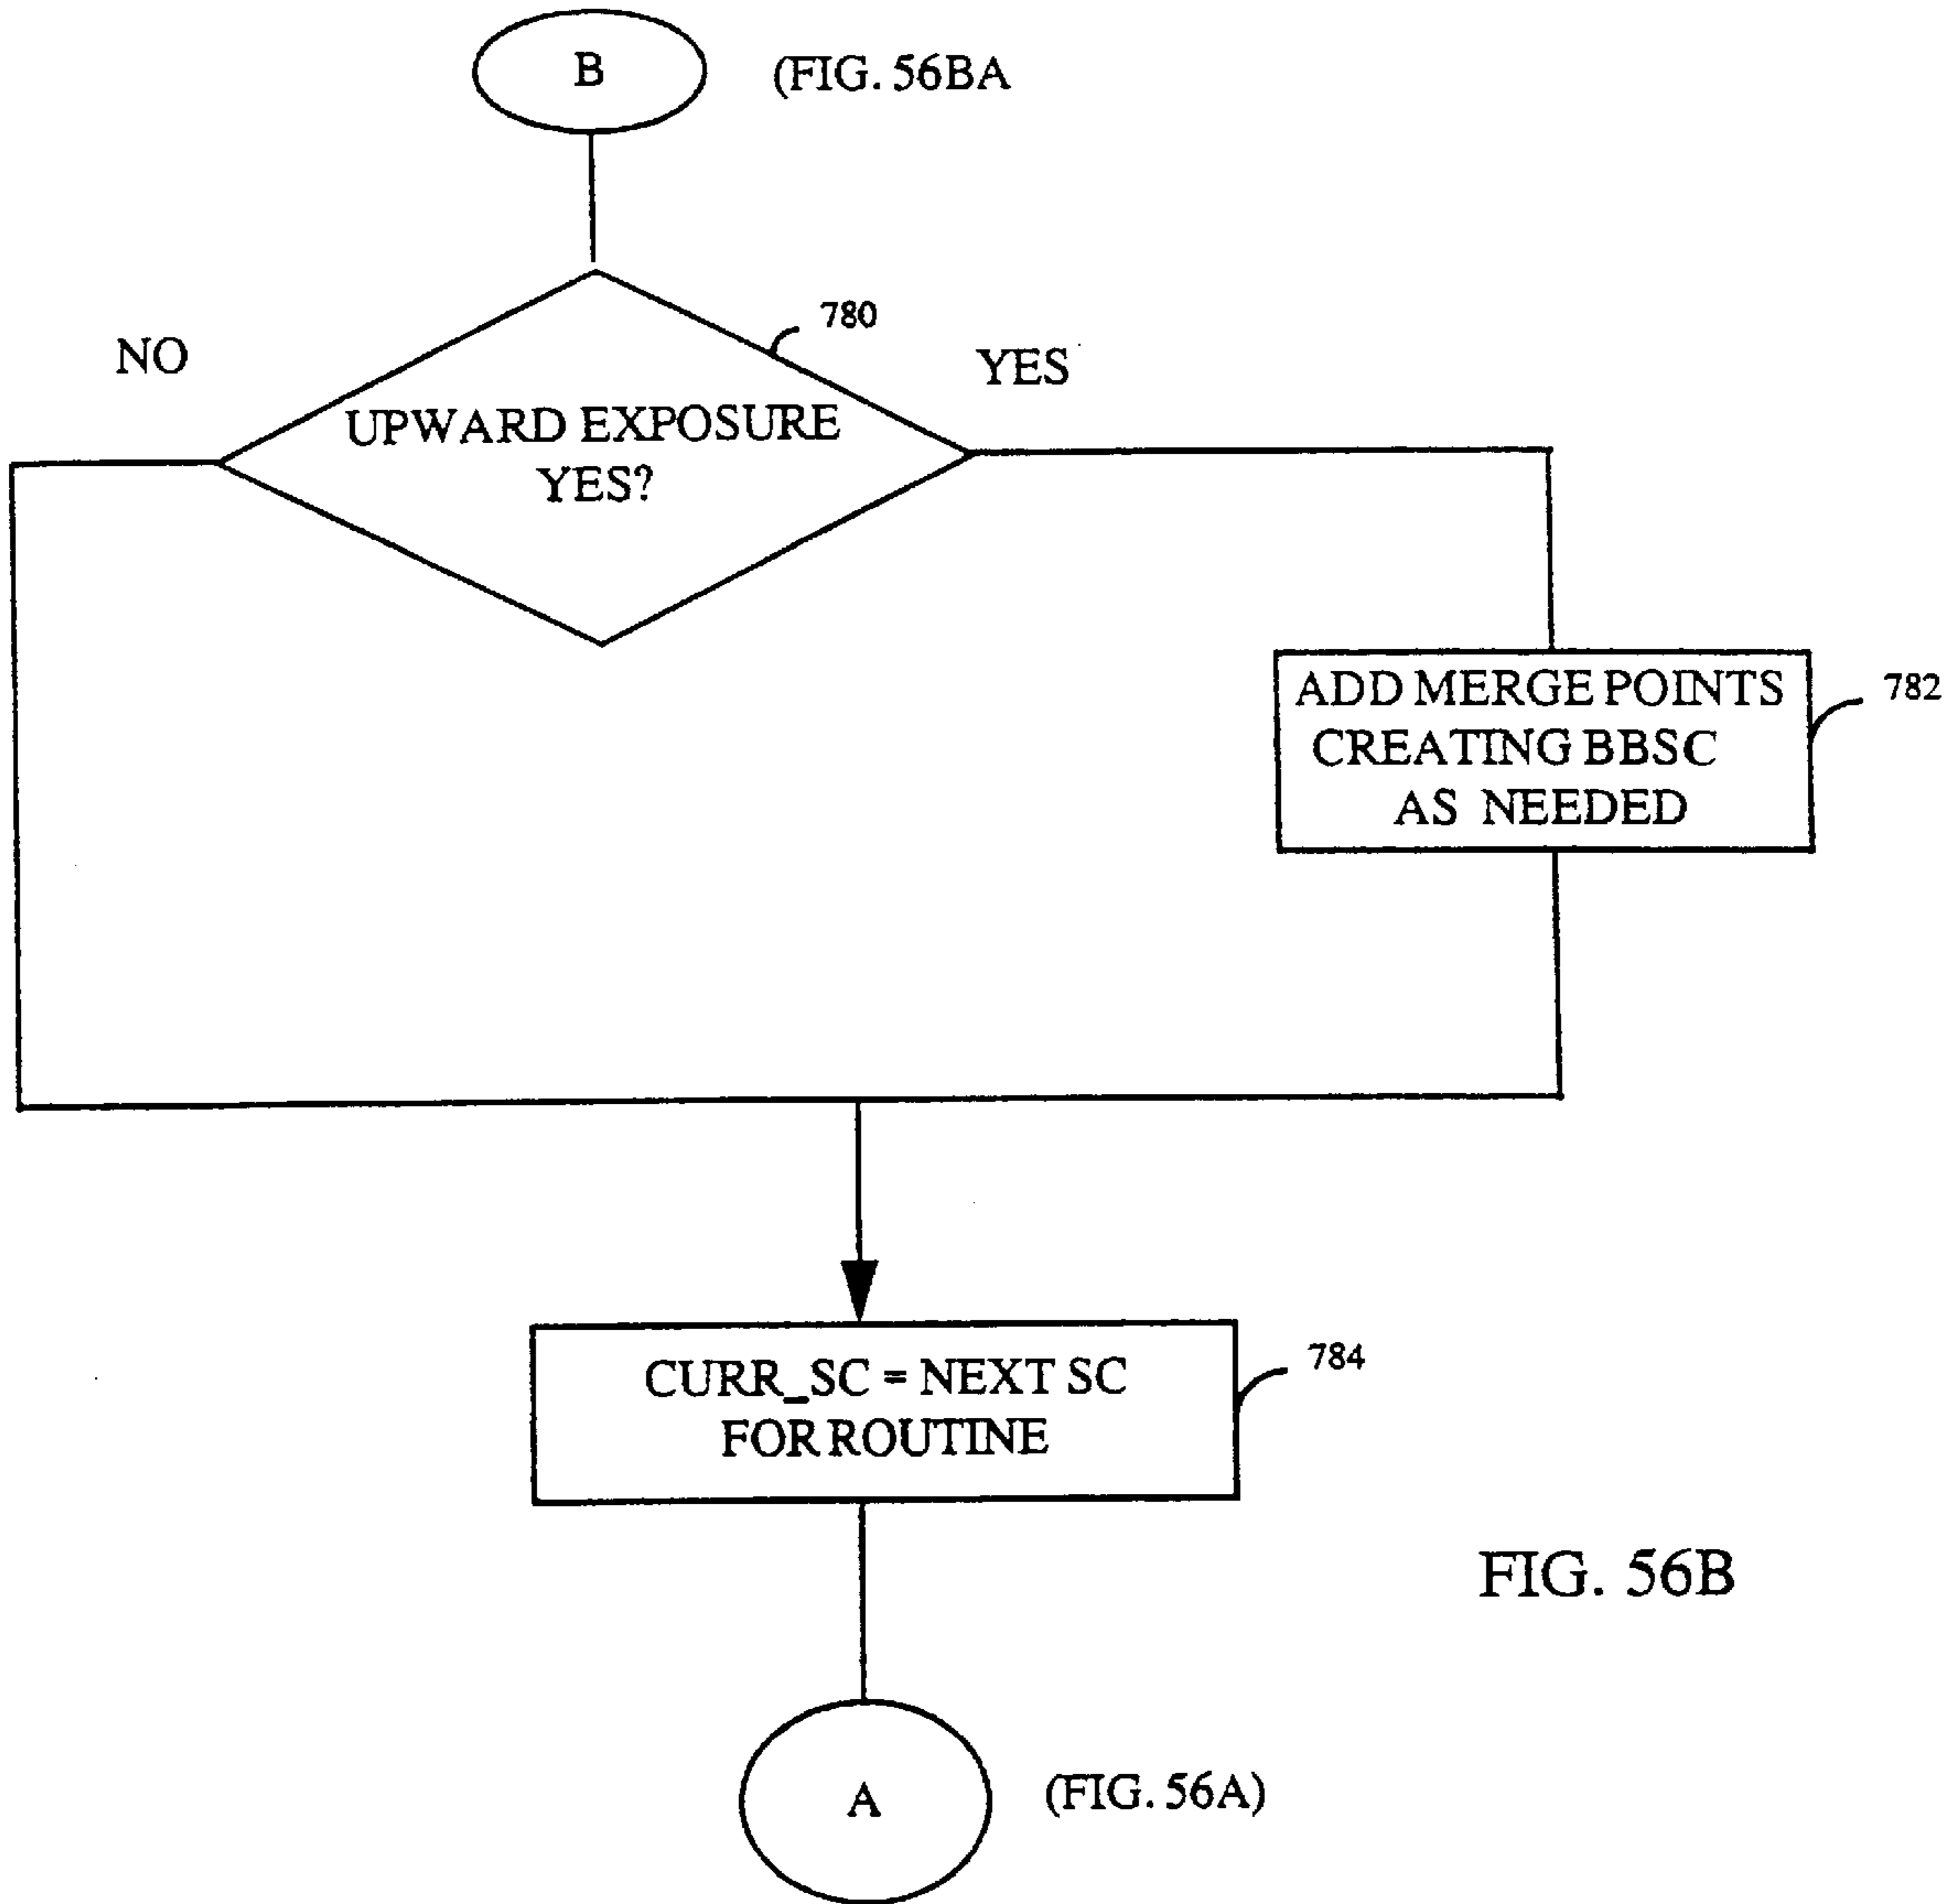 B
(FIG. 56BA
780
NO
YES
UPWARD EXPOSURE
YES?
ADD MERGE POINTS
CREATING BBSC
AS NEEDED
782
CURR_SC = NEXT SC
FOR ROUTINE
784
FIG. 56B
A
(FIG. 56A)